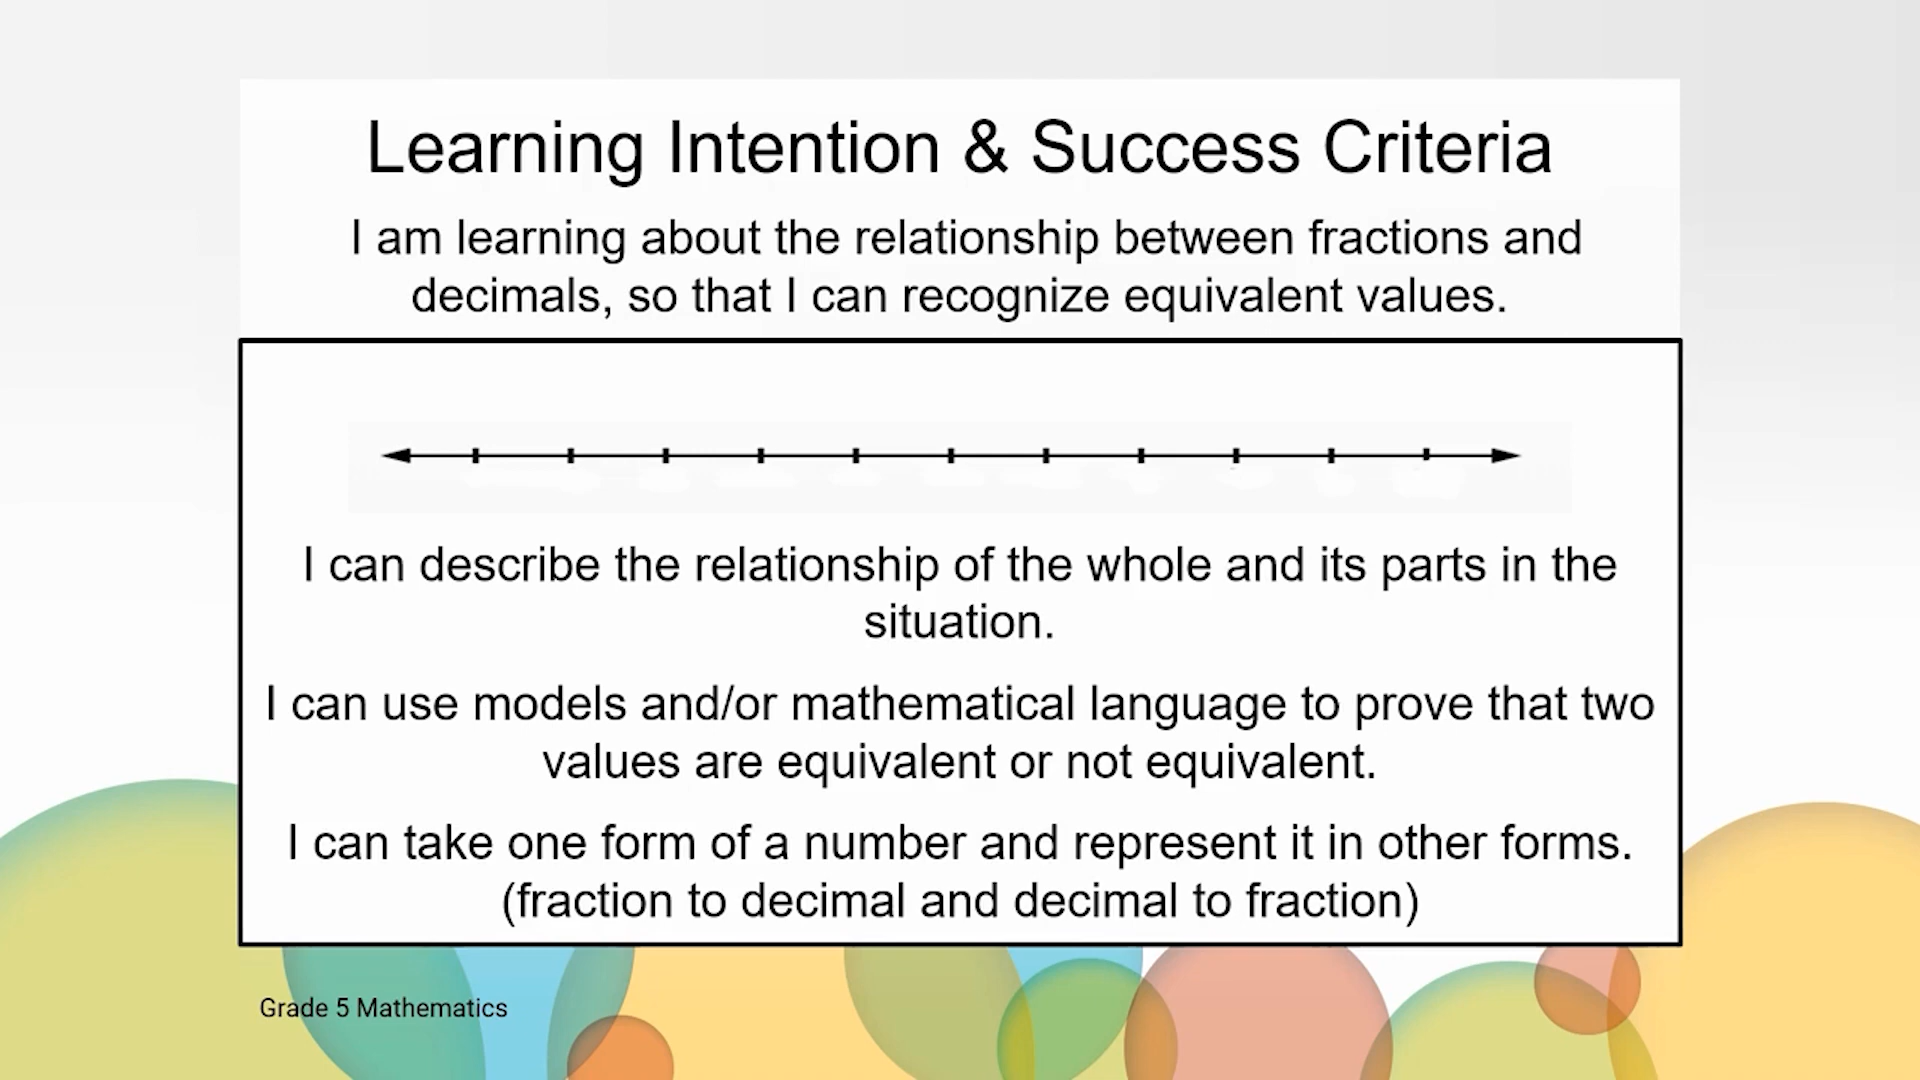 Learning Intention & Success Criteria
I am learning about the relationship between fractions and
decimals, so that I can recognize equivalent values.
I can describe the relationship of the whole and its parts in the
situation.
I can use models and/or mathematical language to prove that two
values are equivalent or not equivalent.
I can take one form of a number and represent it in other forms.
(fraction to decimal and decimal to fraction)
Grade 5 Mathematics